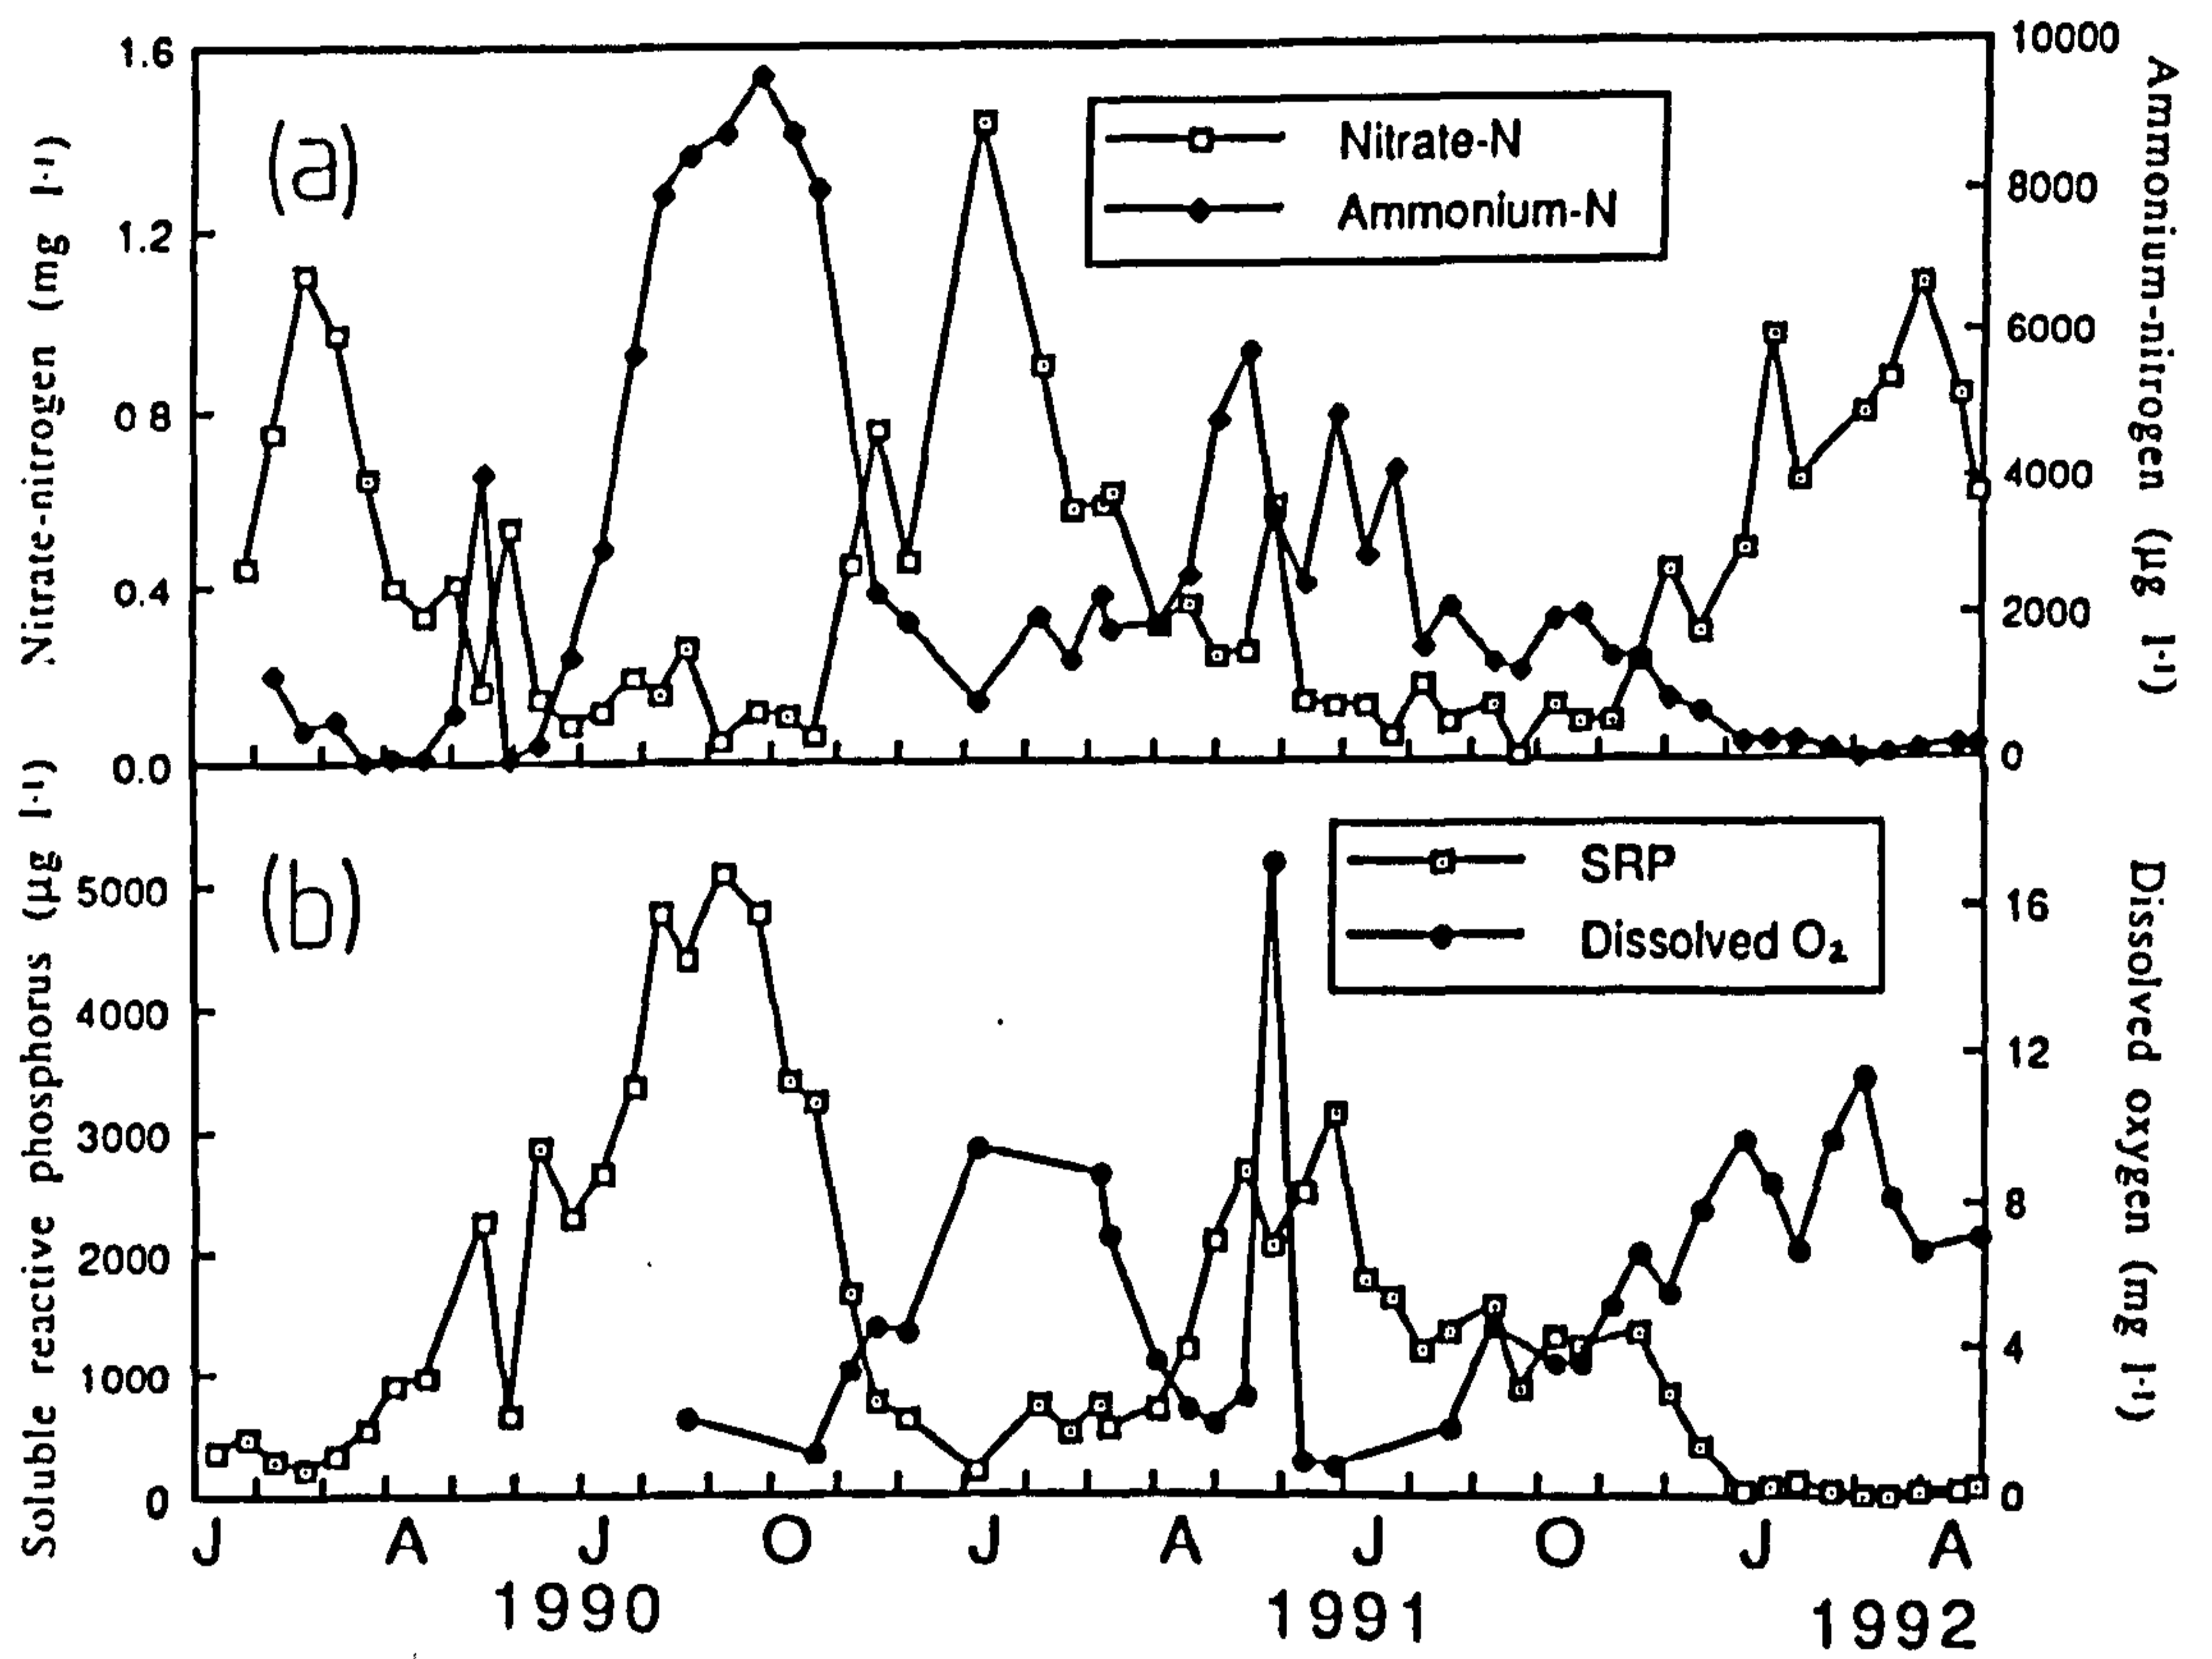 Nitrate-nitrogen (mg l-1)
1.6
1.2
0 8
0.4
0.0
(a)
Nitrate-N
Ammonium-N
10000
8000
6000
4000
2000
0
Ammonium-nitrogen (µg l-1)
Soluble reactive phosphorus (µg l-1)
5000
4000
3000
2000
1000
0
(b)
SRP
Dissolved O₂
16
12
8
4
0
Dissolved oxygen (mg l-1)
J A J O J A J O J A
1990 1991 1992